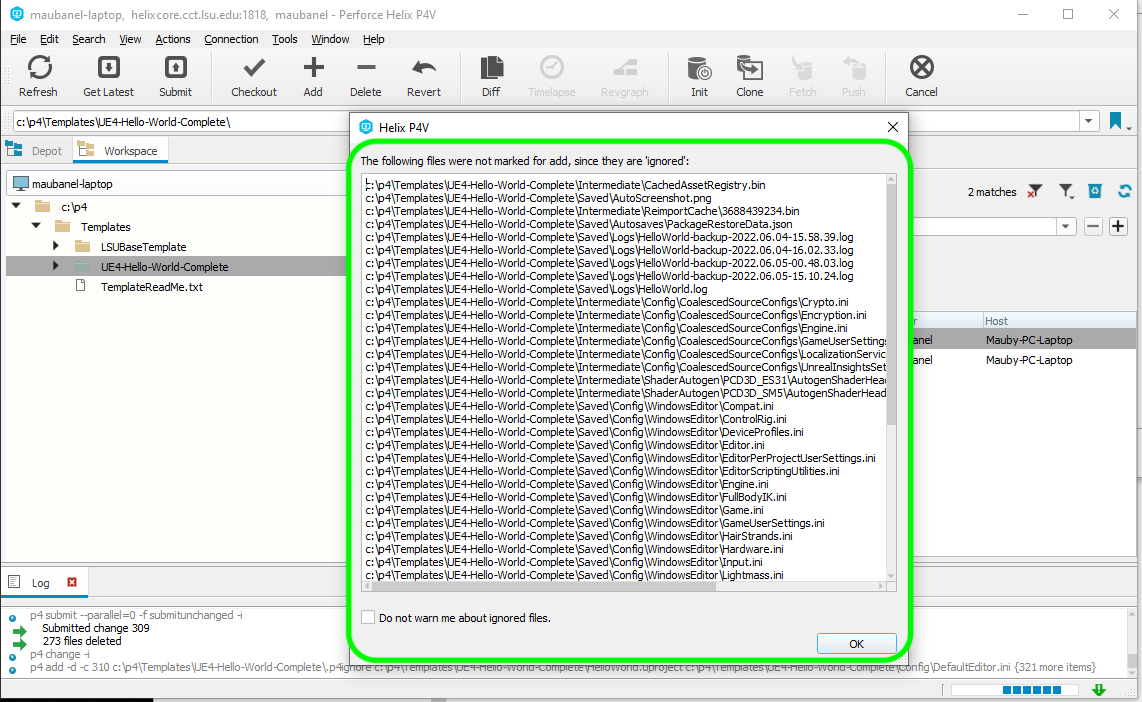 maubanel-laptop, helixcore.cct.lsu.edu:1818, maubanel - Perforce Helix P4V
File Edit Search View Actions Connection Tools Window Help
Refresh Get Latest Submit Checkout Add Delete Revert Diff Timelapse Revgraph Init Clone Fetch Push Cancel
c:\p4\Templates\UE4-Hello-World-Complete\
Depot Workspace
maubanel-laptop
c:\p4
Templates
LSUBaseTemplate
UE4-Hello-World-Complete
TemplateReadMe.txt
Helix P4V
The following files were not marked for add, since they are 'ignored':
c:\p4\Templates\UE4-Hello-World-Complete\Intermediate\CachedAssetRegistry.bin
c:\p4\Templates\UE4-Hello-World-Complete\Saved\AutoScreenshot.png
c:\p4\Templates\UE4-Hello-World-Complete\Intermediate\ReimportCache\3688439234.bin
c:\p4\Templates\UE4-Hello-World-Complete\Saved\Autosaves\PackageRestoreData.json
c:\p4\Templates\UE4-Hello-World-Complete\Saved\Logs\HelloWorld-backup-2022.06.04-15.58.39.log
c:\p4\Templates\UE4-Hello-World-Complete\Saved\Logs\HelloWorld-backup-2022.06.04-16.02.33.log
c:\p4\Templates\UE4-Hello-World-Complete\Saved\Logs\HelloWorld-backup-2022.06.05-00.48.03.log
c:\p4\Templates\UE4-Hello-World-Complete\Saved\Logs\HelloWorld-backup-2022.06.05-15.10.24.log
c:\p4\Templates\UE4-Hello-World-Complete\Saved\Logs\HelloWorld.log
c:\p4\Templates\UE4-Hello-World-Complete\Intermediate\Config\CoalescedSourceConfigs\Crypto.ini
c:\p4\Templates\UE4-Hello-World-Complete\Intermediate\Config\CoalescedSourceConfigs\Encryption.ini
c:\p4\Templates\UE4-Hello-World-Complete\Intermediate\Config\CoalescedSourceConfigs\Engine.ini
c:\p4\Templates\UE4-Hello-World-Complete\Intermediate\Config\CoalescedSourceConfigs\GameUserSettings
c:\p4\Templates\UE4-Hello-World-Complete\Intermediate\Config\CoalescedSourceConfigs\LocalizationServic
c:\p4\Templates\UE4-Hello-World-Complete\Intermediate\Config\CoalescedSourceConfigs\UnrealInsightsSet
c:\p4\Templates\UE4-Hello-World-Complete\Intermediate\ShaderAutogen\PCD3D_ES31\AutogenShaderHead
c:\p4\Templates\UE4-Hello-World-Complete\Intermediate\ShaderAutogen\PCD3D_SM5\AutogenShaderHead
c:\p4\Templates\UE4-Hello-World-Complete\Saved\Config\WindowsEditor\Compat.ini
c:\p4\Templates\UE4-Hello-World-Complete\Saved\Config\WindowsEditor\ControlRig.ini
c:\p4\Templates\UE4-Hello-World-Complete\Saved\Config\WindowsEditor\DeviceProfiles.ini
c:\p4\Templates\UE4-Hello-World-Complete\Saved\Config\WindowsEditor\Editor.ini
c:\p4\Templates\UE4-Hello-World-Complete\Saved\Config\WindowsEditor\EditorPerProjectUserSettings.ini
c:\p4\Templates\UE4-Hello-World-Complete\Saved\Config\WindowsEditor\EditorScriptingUtilities.ini
c:\p4\Templates\UE4-Hello-World-Complete\Saved\Config\WindowsEditor\Engine.ini
c:\p4\Templates\UE4-Hello-World-Complete\Saved\Config\WindowsEditor\FullBodyIK.ini
c:\p4\Templates\UE4-Hello-World-Complete\Saved\Config\WindowsEditor\Game.ini
c:\p4\Templates\UE4-Hello-World-Complete\Saved\Config\WindowsEditor\GameUserSettings.ini
c:\p4\Templates\UE4-Hello-World-Complete\Saved\Config\WindowsEditor\HairStrands.ini
c:\p4\Templates\UE4-Hello-World-Complete\Saved\Config\WindowsEditor\Hardware.ini
c:\p4\Templates\UE4-Hello-World-Complete\Saved\Config\WindowsEditor\Input.ini
c:\p4\Templates\UE4-Hello-World-Complete\Saved\Config\WindowsEditor\Lightmass.ini
Do not warn me about ignored files.
OK
2 matches
r Host
anel Mauby-PC-Laptop
anel Mauby-PC-Laptop
Log
p4 submit --parallel=0 -f submitunchanged -i
Submitted change 309
273 files deleted
p4 change -i
p4 add -d -c 310 c:\p4\Templates\UE4-Hello-World-Complete\.p4ignore c:\p4\Templates\UE4-Hello-World-Complete\HelloWorld.uproject c:\p4\Templates\UE4-Hello-World-Complete\Config\DefaultEditor.ini {321 more items}